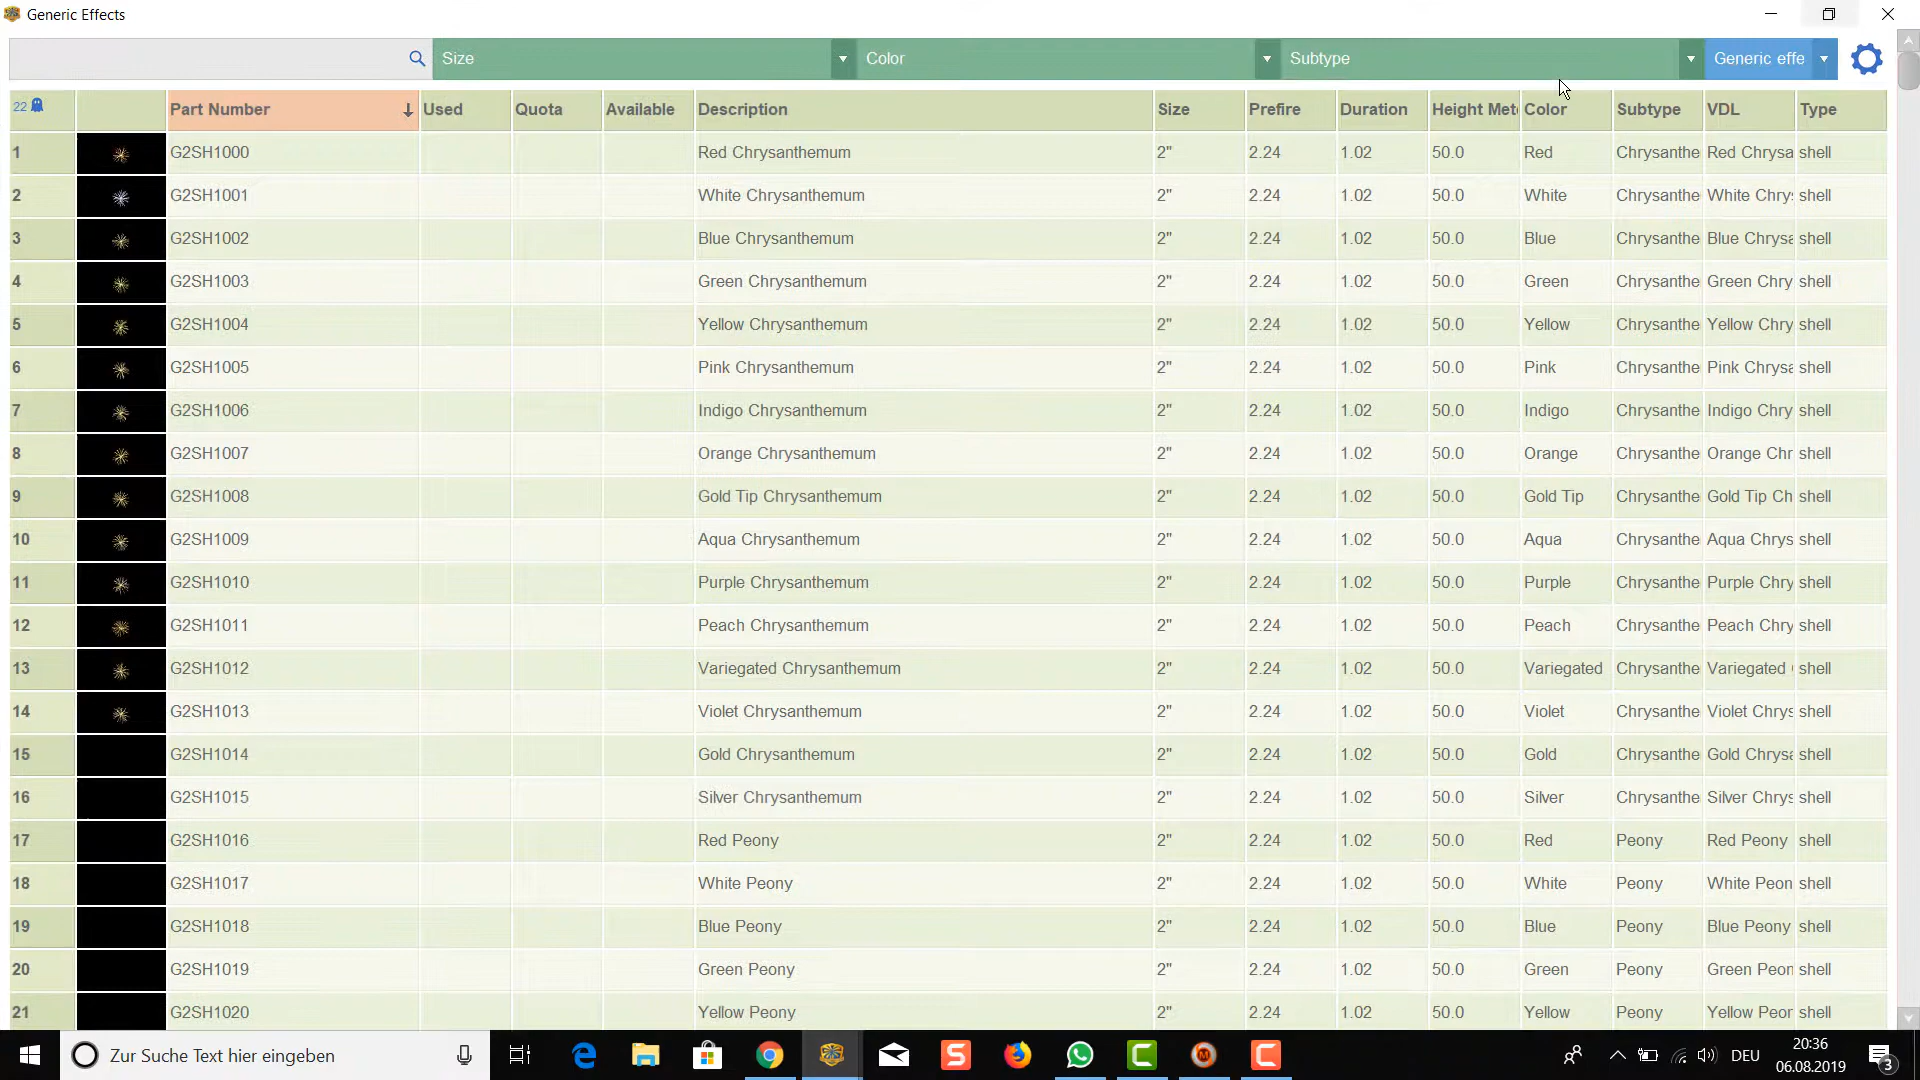 Generic Effects
Size Color Subtype Generic effe
22 Part Number Used Quota Available Description Size Prefire Duration Height Met Color Subtype VDL Type
1 G2SH1000 Red Chrysanthemum 2" 2.24 1.02 50.0 Red Chrysanthe Red Chrysa shell
2 G2SH1001 White Chrysanthemum 2" 2.24 1.02 50.0 White Chrysanthe White Chry shell
3 G2SH1002 Blue Chrysanthemum 2" 2.24 1.02 50.0 Blue Chrysanthe Blue Chrysa shell
4 G2SH1003 Green Chrysanthemum 2" 2.24 1.02 50.0 Green Chrysanthe Green Chry shell
5 G2SH1004 Yellow Chrysanthemum 2" 2.24 1.02 50.0 Yellow Chrysanthe Yellow Chry shell
6 G2SH1005 Pink Chrysanthemum 2" 2.24 1.02 50.0 Pink Chrysanthe Pink Chrysa shell
7 G2SH1006 Indigo Chrysanthemum 2" 2.24 1.02 50.0 Indigo Chrysanthe Indigo Chry shell
8 G2SH1007 Orange Chrysanthemum 2" 2.24 1.02 50.0 Orange Chrysanthe Orange Chr shell
9 G2SH1008 Gold Tip Chrysanthemum 2" 2.24 1.02 50.0 Gold Tip Chrysanthe Gold Tip Ch shell
10 G2SH1009 Aqua Chrysanthemum 2" 2.24 1.02 50.0 Aqua Chrysanthe Aqua Chrys shell
11 G2SH1010 Purple Chrysanthemum 2" 2.24 1.02 50.0 Purple Chrysanthe Purple Chry shell
12 G2SH1011 Peach Chrysanthemum 2" 2.24 1.02 50.0 Peach Chrysanthe Peach Chry shell
13 G2SH1012 Variegated Chrysanthemum 2" 2.24 1.02 50.0 Variegated Chrysanthe Variegated shell
14 G2SH1013 Violet Chrysanthemum 2" 2.24 1.02 50.0 Violet Chrysanthe Violet Chrys shell
15 G2SH1014 Gold Chrysanthemum 2" 2.24 1.02 50.0 Gold Chrysanthe Gold Chrysa shell
16 G2SH1015 Silver Chrysanthemum 2" 2.24 1.02 50.0 Silver Chrysanthe Silver Chrys shell
17 G2SH1016 Red Peony 2" 2.24 1.02 50.0 Red Peony Red Peony shell
18 G2SH1017 White Peony 2" 2.24 1.02 50.0 White Peony White Peon shell
19 G2SH1018 Blue Peony 2" 2.24 1.02 50.0 Blue Peony Blue Peony shell
20 G2SH1019 Green Peony 2" 2.24 1.02 50.0 Green Peony Green Peon shell
21 G2SH1020 Yellow Peony 2" 2.24 1.02 50.0 Yellow Peony Yellow Peor shell
Zur Suche Text hier eingeben DEU 20:36
06.08.2019 3